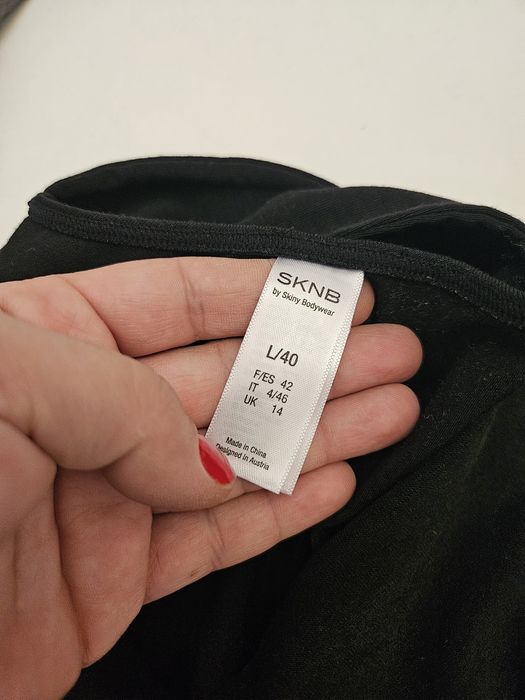 SKNB
by Skiny Bodywear
L/40
F/ES 42
IT 4/46
UK 14
Made in China
Designed in Austria